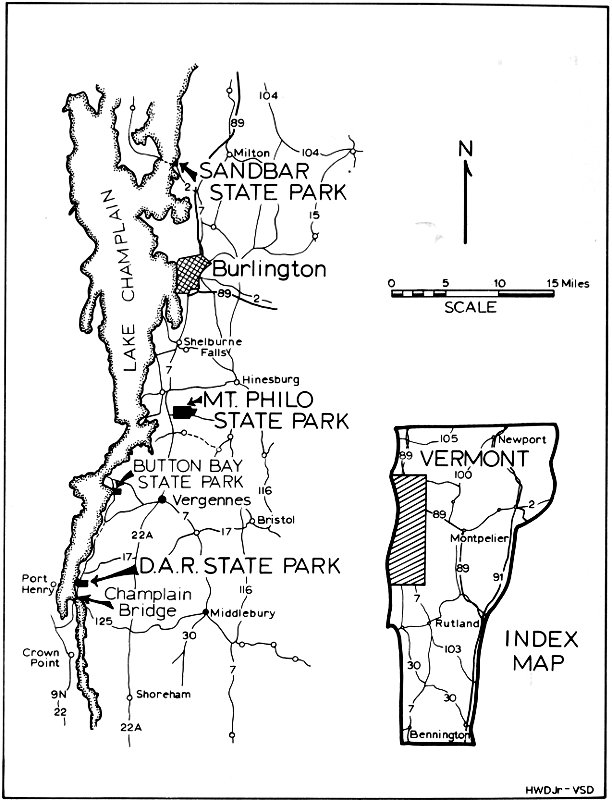 104
89
Milton
104
SANDBAR
STATE PARK
2
7
15
LAKE CHAMPLAIN
Burlington
89
2
Shelburne
Falls
7
Hinesburg
MT. PHILO
STATE PARK
BUTTON BAY
STATE PARK
116
Vergennes
7
Bristol
22A
17
17
D.A.R. STATE PARK
Port
Henry
116
Champlain
Bridge
125
Middlebury
30
Crown
Point
7
9N
22
Shoreham
22A
N
0 5 10 15 Miles
SCALE
105
Newport
89
VERMONT
100
2
89
Montpelier
89
91
7
Rutland
103
30
30
7
Bennington
INDEX
MAP
HWDJr-VSD